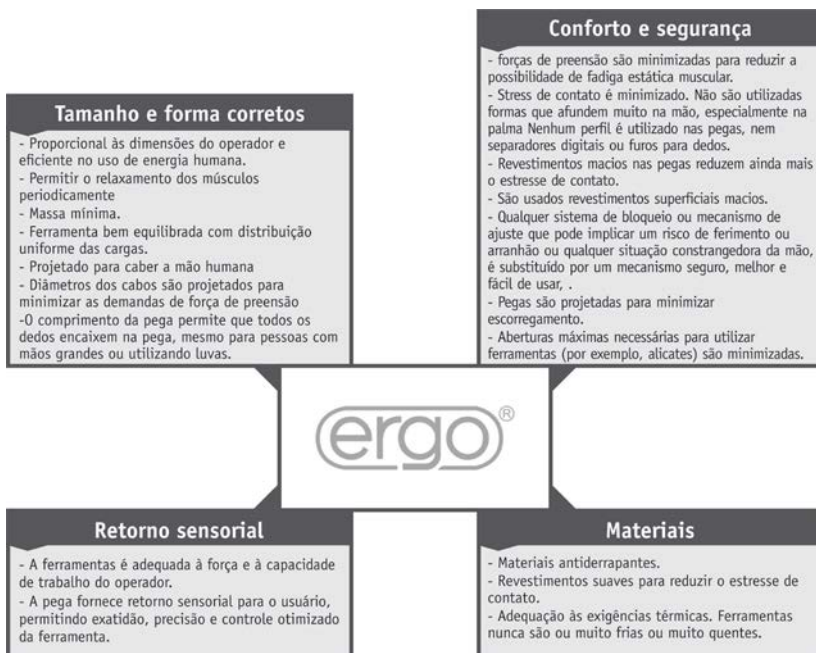 Tamanho e forma corretos
- Proporcional às dimensões do operador e
eficiente no uso de energia humana.
- Permitir o relaxamento dos músculos
periodicamente
- Massa mínima.
- Ferramenta bem equilibrada com distribuição
uniforme das cargas.
- Projetado para caber a mão humana
- Diâmetros dos cabos são projetados para
minimizar as demandas de força de preensão
-O comprimento da pega permite que todos os
dedos encaixem na pega, mesmo para pessoas com
mãos grandes ou utilizando luvas.
Conforto e segurança
- forças de preensão são minimizadas para reduzir a
possibilidade de fadiga estática muscular.
- Stress de contato é minimizado. Não são utilizadas
formas que afundem muito na mão, especialmente na
palma Nenhum perfil é utilizado nas pegas, nem
separadores digitais ou furos para dedos.
- Revestimentos macios nas pegas reduzem ainda mais
o estresse de contato.
- São usados revestimentos superficiais macios.
- Qualquer sistema de bloqueio ou mecanismo de
ajuste que pode implicar um risco de ferimento ou
arranhão ou qualquer situação constrangedora da mão,
é substituído por um mecanismo seguro, melhor e
fácil de usar, .
- Pegas são projetadas para minimizar
escorregamento.
- Aberturas máximas necessárias para utilizar
ferramentas (por exemplo, alicates) são minimizadas.
ergo®
Retorno sensorial
- A ferramentas é adequada à força e à capacidade
de trabalho do operador.
- A pega fornece retorno sensorial para o usuário,
permitindo exatidão, precisão e controle otimizado
da ferramenta.
Materiais
- Materiais antiderrapantes.
- Revestimentos suaves para reduzir o estresse de
contato.
- Adequação às exigências térmicas. Ferramentas
nunca são ou muito frias ou muito quentes.